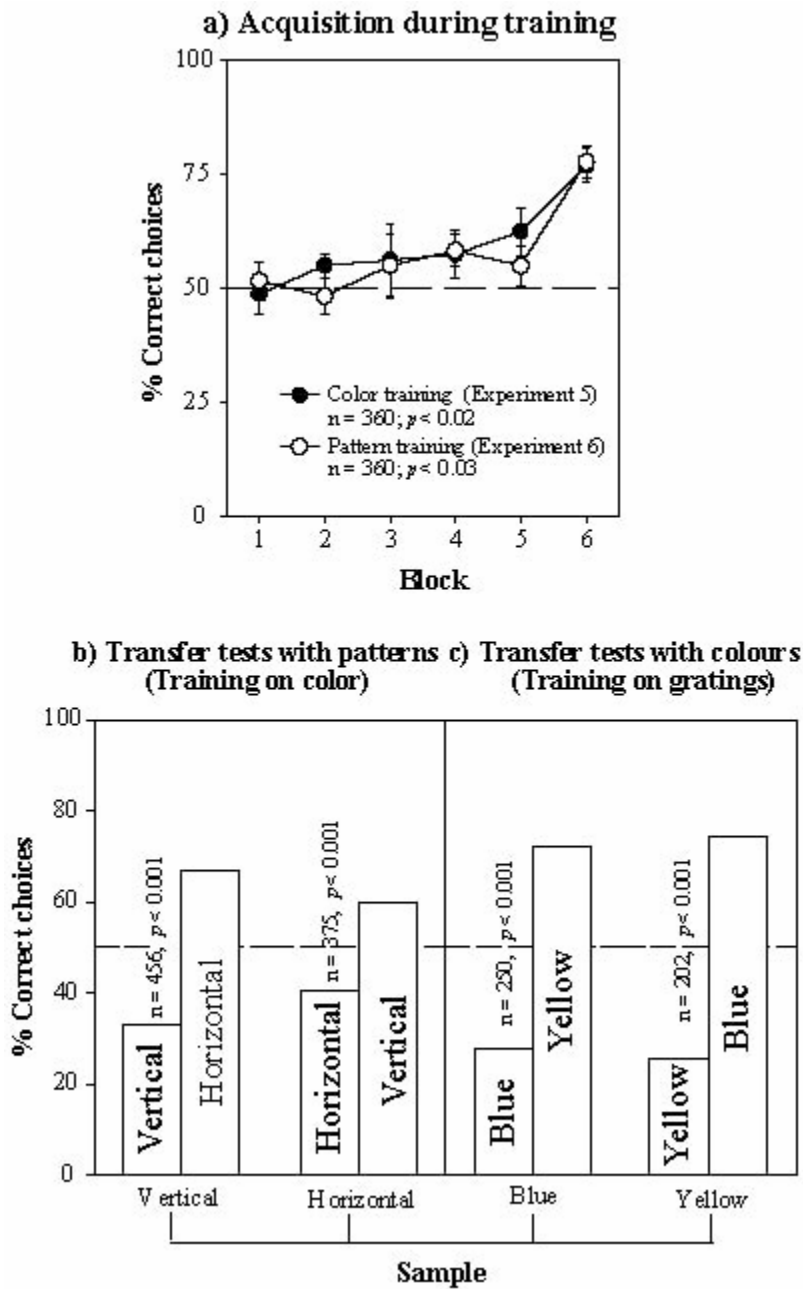 a) Acquisition during training
100
75
50
25
0
% Correct choices
Color training (Experiment 5)
n = 360; p < 0.02
Pattern training (Experiment 6)
n = 360; p < 0.03
1 2 3 4 5 6
Block
b) Transfer tests with patterns
(Training on color)
c) Transfer tests with colours
(Training on gratings)
100
80
60
40
20
0
% Correct choices
Vertical
n = 456, p < 0.001
Horizontal
Horizontal
n = 375, p < 0.001
Vertical
Blue
n = 250, p < 0.001
Yellow
Yellow
n = 202, p < 0.001
Blue
Vertical Horizontal Blue Yellow
Sample